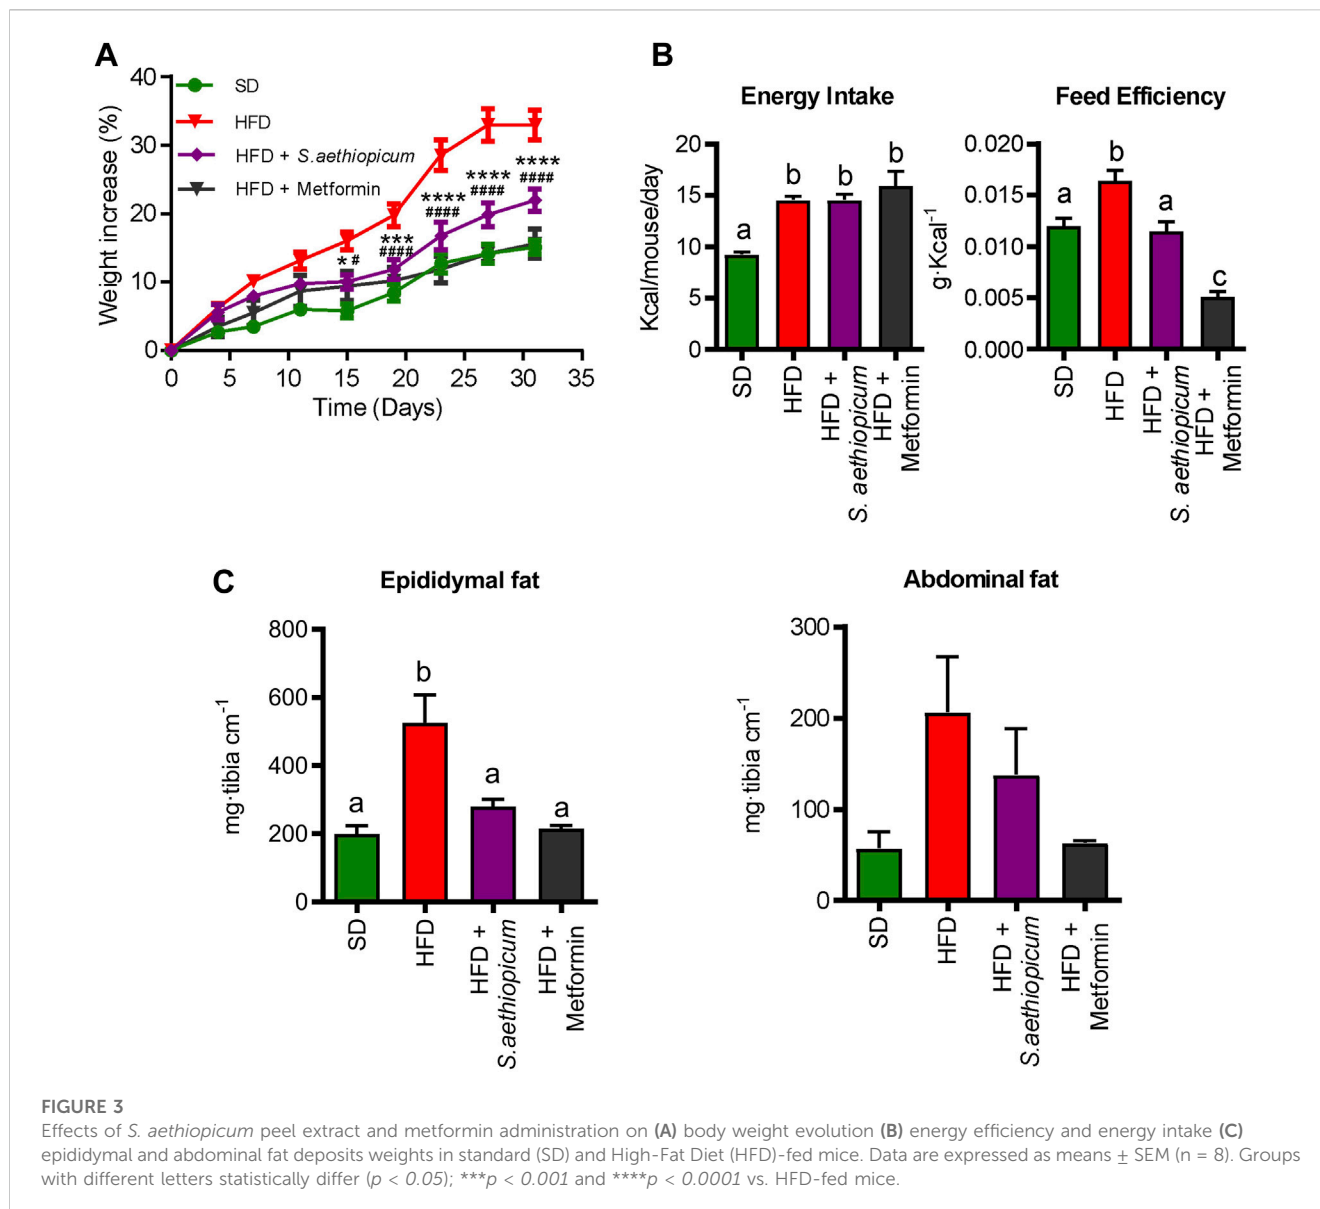 A
Weight increase (%)
40
30
20
10
0
SD
HFD
HFD + S.aethiopicum
HFD + Metformin
* #
***
####
****
####
****
####
****
####
0 5 10 15 20 25 30 35
Time (Days)
B
Energy Intake
Kcal/mouse/day
20
15
10
5
0
a
b
b
b
SD
HFD
HFD +
S. aethiopicum
HFD +
Metformin
Feed Efficiency
g·Kcal-1
0.020
0.015
0.010
0.005
0.000
a
b
a
c
SD
HFD
HFD +
S. aethiopicum
HFD +
Metformin
C
Epididymal fat
mg·tibia cm-1
800
600
400
200
0
a
b
a
a
SD
HFD
HFD +
S.aethiopicum
HFD +
Metformin
Abdominal fat
mg·tibia cm-1
300
200
100
0
SD
HFD
HFD +
S.aethiopicum
HFD +
Metformin
FIGURE 3
Effects of S. aethiopicum peel extract and metformin administration on (A) body weight evolution (B) energy efficiency and energy intake (C)
epididymal and abdominal fat deposits weights in standard (SD) and High-Fat Diet (HFD)-fed mice. Data are expressed as means ± SEM (n = 8). Groups
with different letters statistically differ (p < 0.05); ***p < 0.001 and ****p < 0.0001 vs. HFD-fed mice.